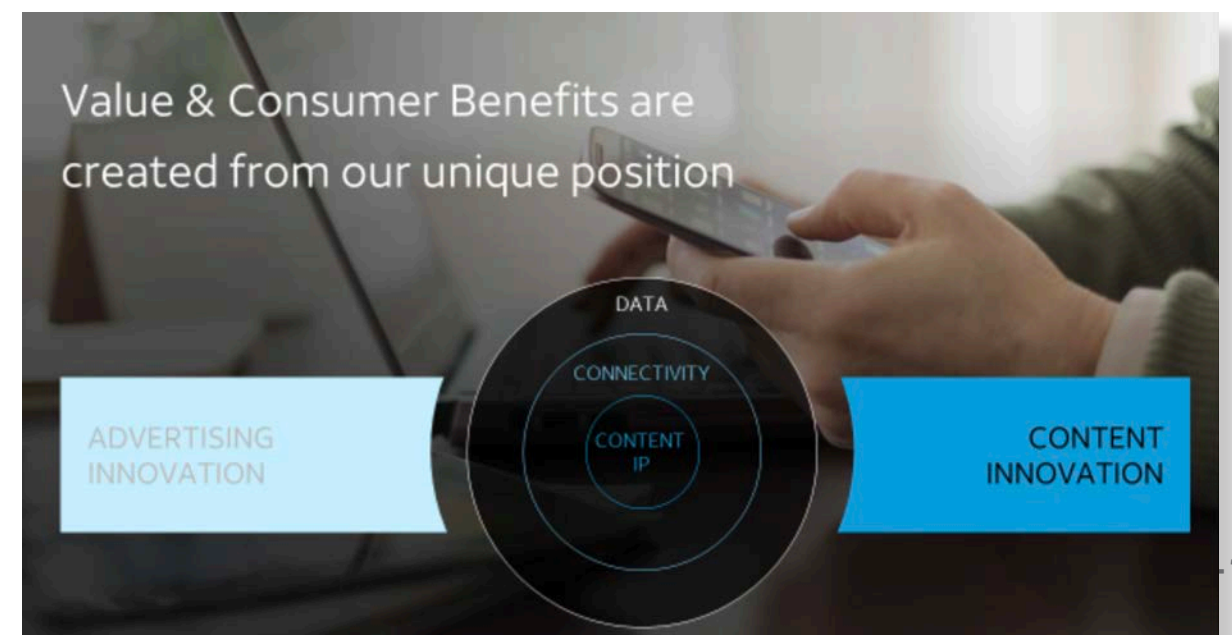 Value & Consumer Benefits are
created from our unique position
DATA
CONNECTIVITY
CONTENT
IP
ADVERTISING
INNOVATION
CONTENT
INNOVATION